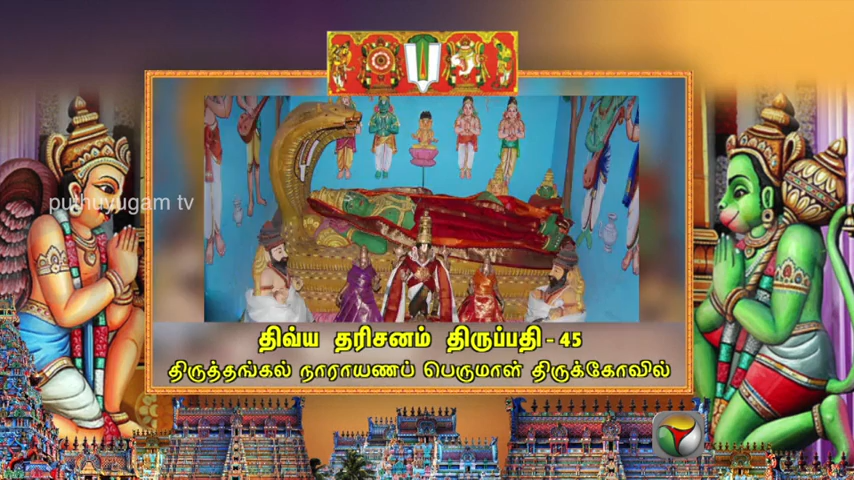 puthuyugam tv
திவ்ய தரிசனம் திருப்பதி - 45
திருத்தங்கல் நாராயணப் பெருமாள் திருக்கோவில்